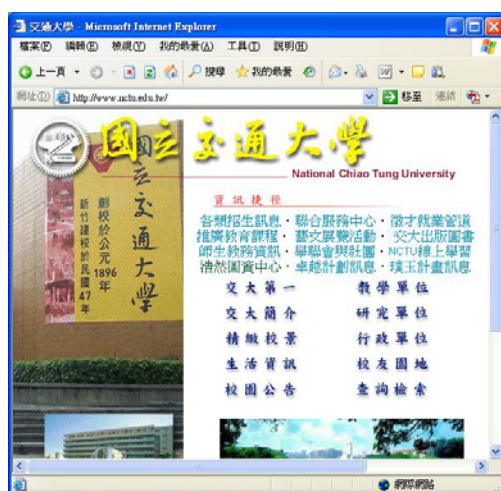 交通大學 - Microsoft Internet Explorer
檔案(F) 編輯(E) 檢視(V) 我的最愛(A) 工具(T) 說明(H)
上一頁 搜尋 我的最愛
網址(D) http://www.nctu.edu.tw/ 移至 連結
國立交通大學
National Chiao Tung University
國立交通大學
創校於公元1896年
新竹建校於民國47年
資訊捷徑
各類招生訊息・聯合服務中心・徵才就業管道
推廣教育課程・藝文展覽活動・交大出版圖書
師生教務資訊・學聯會與社團・NCTU線上學習
浩然圖資中心・卓越計劃訊息・璞玉計畫訊息
交大第一 教學單位
交大簡介 研究單位
精緻校景 行政單位
生活資訊 校友園地
校園公告 查詢檢索
網際網路